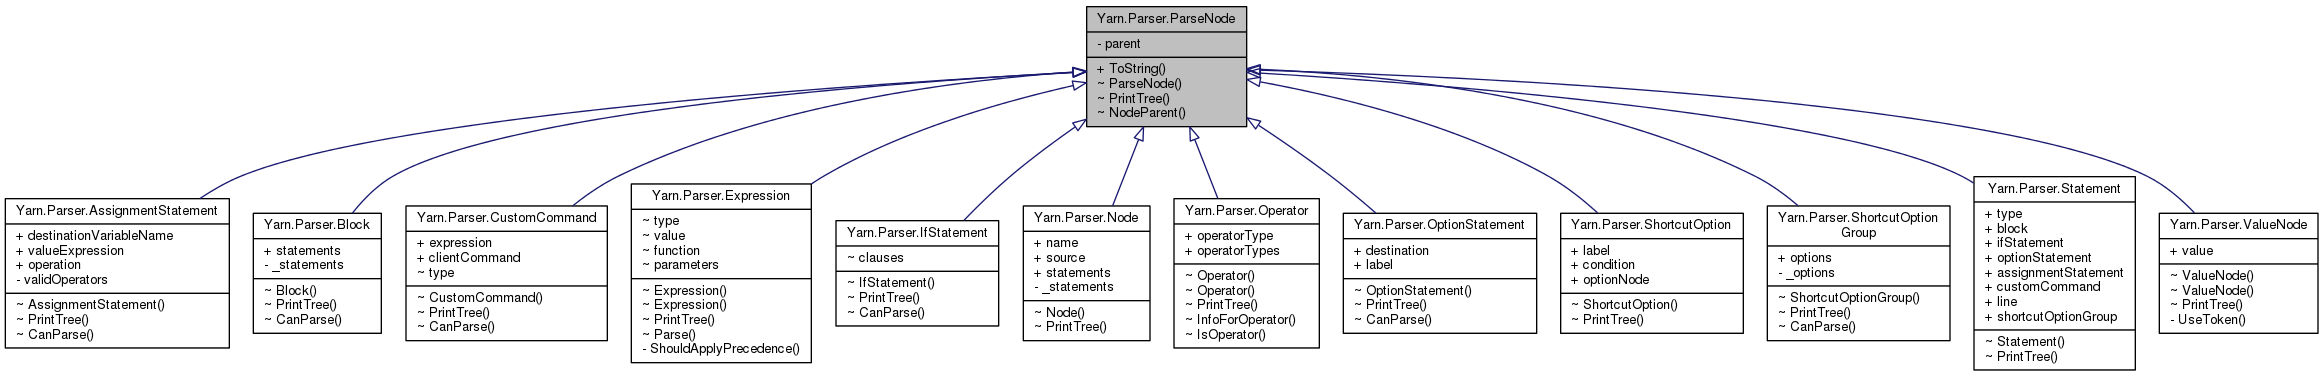 Yarn.Parser.ParseNode
- parent
+ ToString()
~ ParseNode()
~ PrintTree()
~ NodeParent()
Yarn.Parser.AssignmentStatement
+ destinationVariableName
+ valueExpression
+ operation
- validOperators
~ AssignmentStatement()
~ PrintTree()
~ CanParse()
Yarn.Parser.Block
+ statements
- _statements
~ Block()
~ PrintTree()
~ CanParse()
Yarn.Parser.CustomCommand
+ expression
+ clientCommand
~ type
~ CustomCommand()
~ PrintTree()
~ CanParse()
Yarn.Parser.Expression
~ type
~ value
~ function
~ parameters
~ Expression()
~ Expression()
~ PrintTree()
~ Parse()
- ShouldApplyPrecedence()
Yarn.Parser.IfStatement
~ clauses
~ IfStatement()
~ PrintTree()
~ CanParse()
Yarn.Parser.Node
+ name
+ source
+ statements
- _statements
~ Node()
~ PrintTree()
Yarn.Parser.Operator
+ operatorType
+ operatorTypes
~ Operator()
~ Operator()
~ PrintTree()
~ InfoForOperator()
~ IsOperator()
Yarn.Parser.OptionStatement
+ destination
+ label
~ OptionStatement()
~ PrintTree()
~ CanParse()
Yarn.Parser.ShortcutOption
+ label
+ condition
+ optionNode
~ ShortcutOption()
~ PrintTree()
Yarn.Parser.ShortcutOption
Group
+ options
- _options
~ ShortcutOptionGroup()
~ PrintTree()
~ CanParse()
Yarn.Parser.Statement
+ type
+ block
+ ifStatement
+ optionStatement
+ assignmentStatement
+ customCommand
+ line
+ shortcutOptionGroup
~ Statement()
~ PrintTree()
Yarn.Parser.ValueNode
+ value
~ ValueNode()
~ ValueNode()
~ PrintTree()
- UseToken()